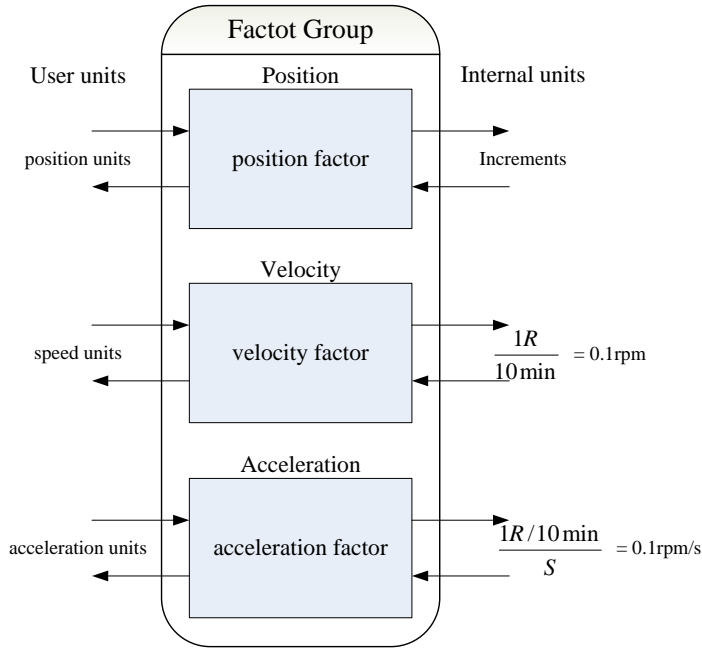 Factot Group
User units
Position
Internal units
position units
position factor
Increments
Velocity
speed units
velocity factor
1R / 10 min = 0.1rpm
Acceleration
acceleration units
acceleration factor
1R/10 min / S = 0.1rpm/s